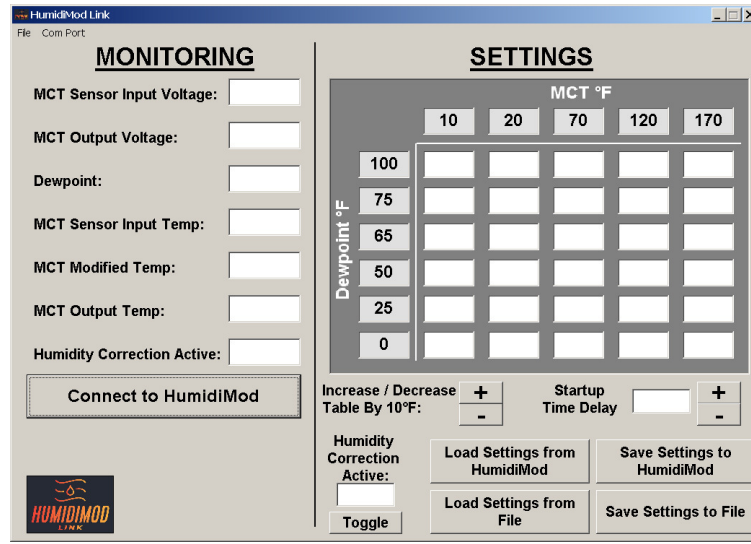 HumidiMod Link
File Com Port
MONITORING
MCT Sensor Input Voltage:
MCT Output Voltage:
Dewpoint:
MCT Sensor Input Temp:
MCT Modified Temp:
MCT Output Temp:
Humidity Correction Active:
Connect to HumidiMod
HUMIDIMOD
LINK
SETTINGS
MCT °F
10 20 70 120 170
Dewpoint °F
100
75
65
50
25
0
Increase / Decrease
Table By 10°F:
+
-
Startup
Time Delay
+
-
Humidity
Correction
Active:
Toggle
Load Settings from
HumidiMod
Save Settings to
HumidiMod
Load Settings from
File
Save Settings to File